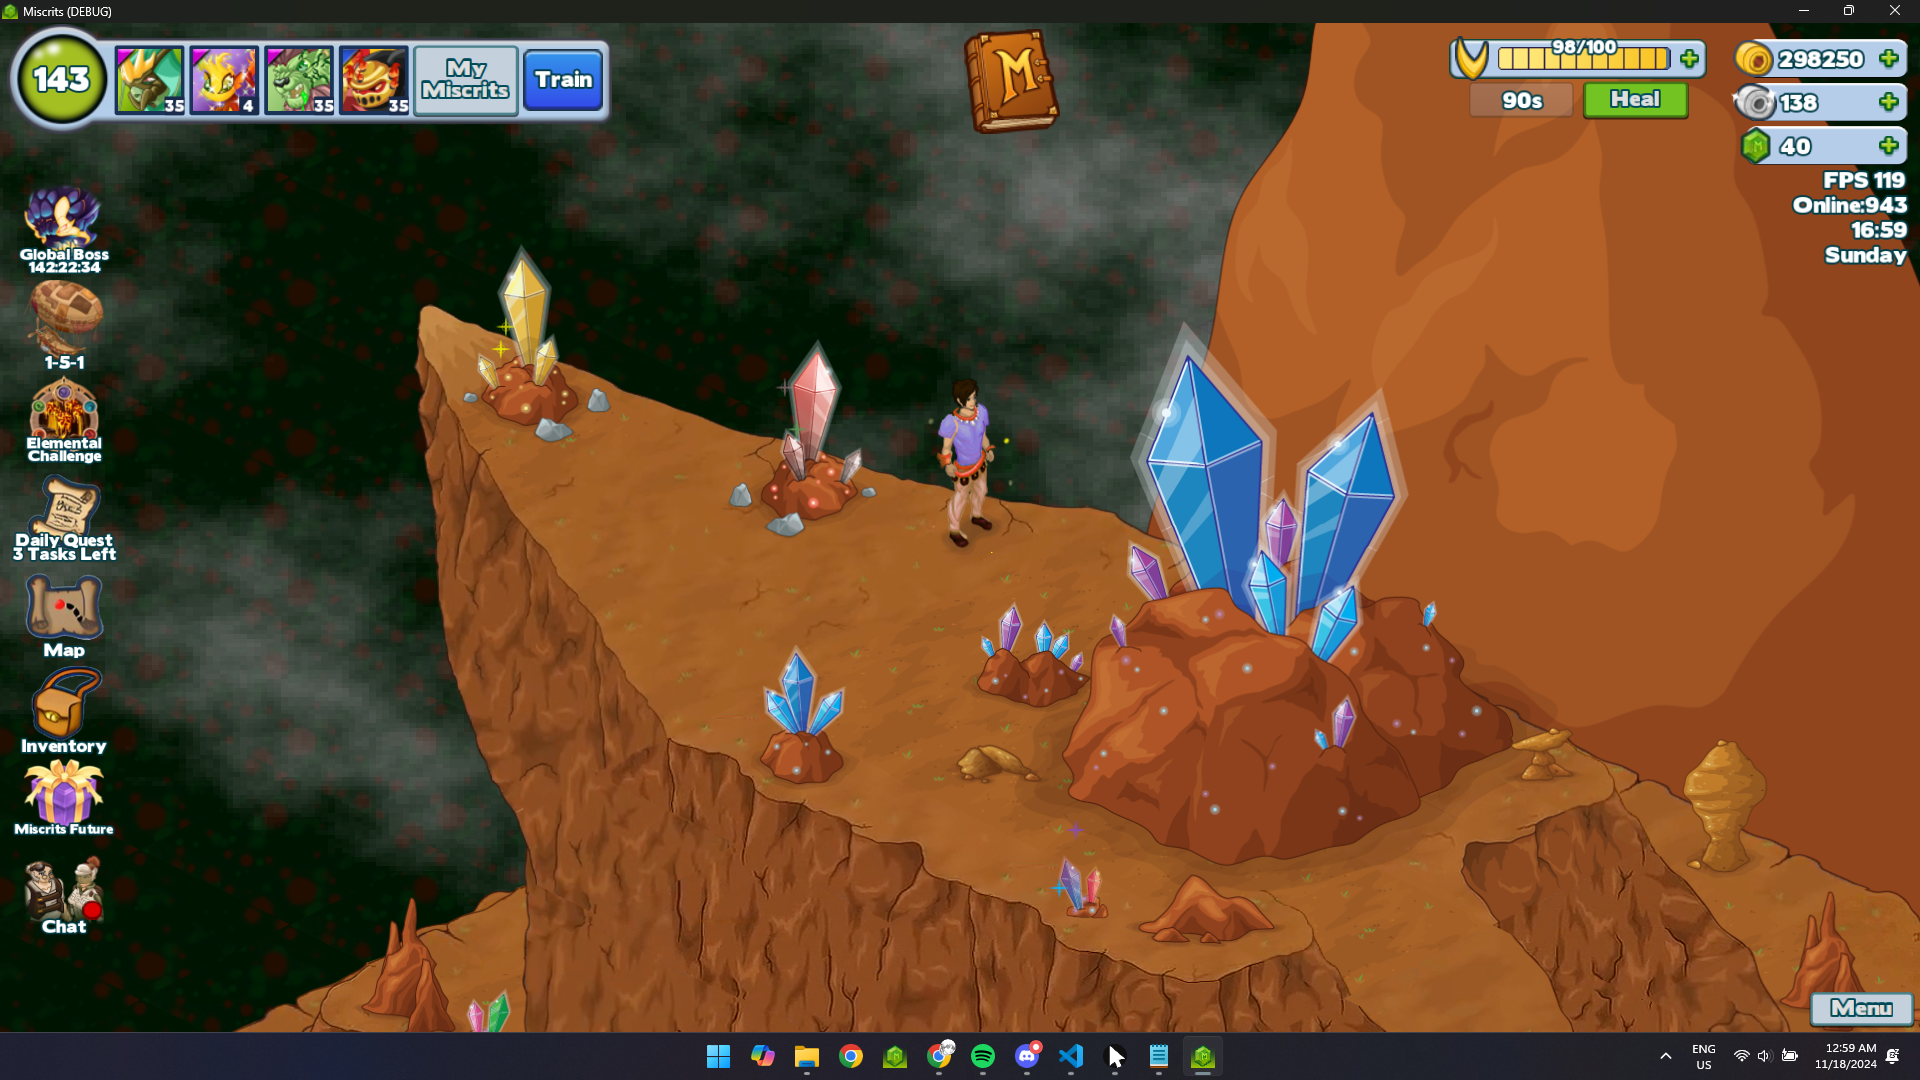 Miscrits (DEBUG)
143
35
4
35
35
My
Miscrits
Train
M
98/100
90s
Heal
298250
138
40
FPS 119
Online:943
16:59
Sunday
Global Boss
142:22:34
1-5-1
Elemental
Challenge
Daily Quest
3 Tasks Left
Map
Inventory
Miscrits Future
Chat
Menu
ENG
US
12:59 AM
11/18/2024